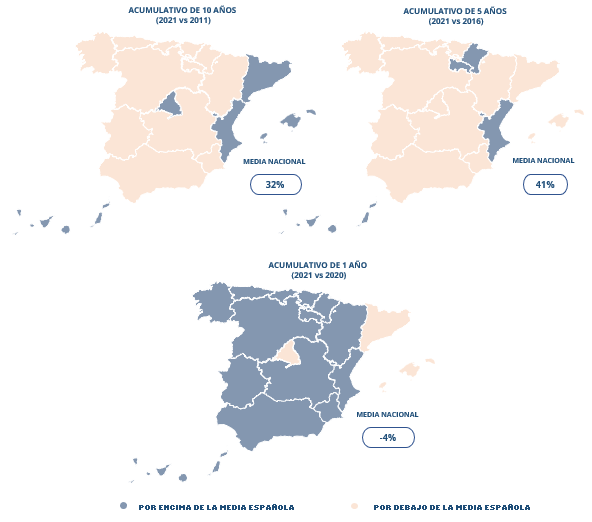 ACUMULATIVO DE 10 AÑOS
(2021 vs 2011)
MEDIA NACIONAL
32%
ACUMULATIVO DE 5 AÑOS
(2021 vs 2016)
MEDIA NACIONAL
41%
ACUMULATIVO DE 1 AÑO
(2021 vs 2020)
MEDIA NACIONAL
-4%
POR ENCIMA DE LA MEDIA ESPAÑOLA
POR DEBAJO DE LA MEDIA ESPAÑOLA